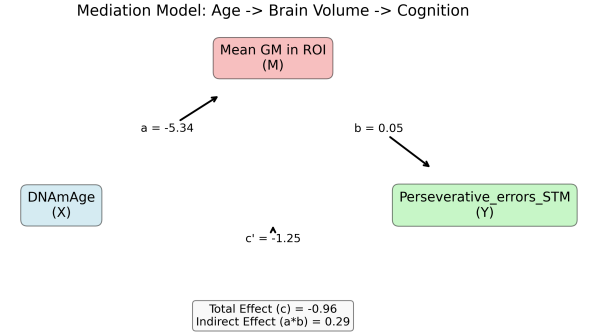 Mediation Model: Age -> Brain Volume -> Cognition
Mean GM in ROI
(M)
a = -5.34
b = 0.05
DNAmAge
(X)
Perseverative_errors_STM
(Y)
c' = -1.25
Total Effect (c) = -0.96
Indirect Effect (a*b) = 0.29